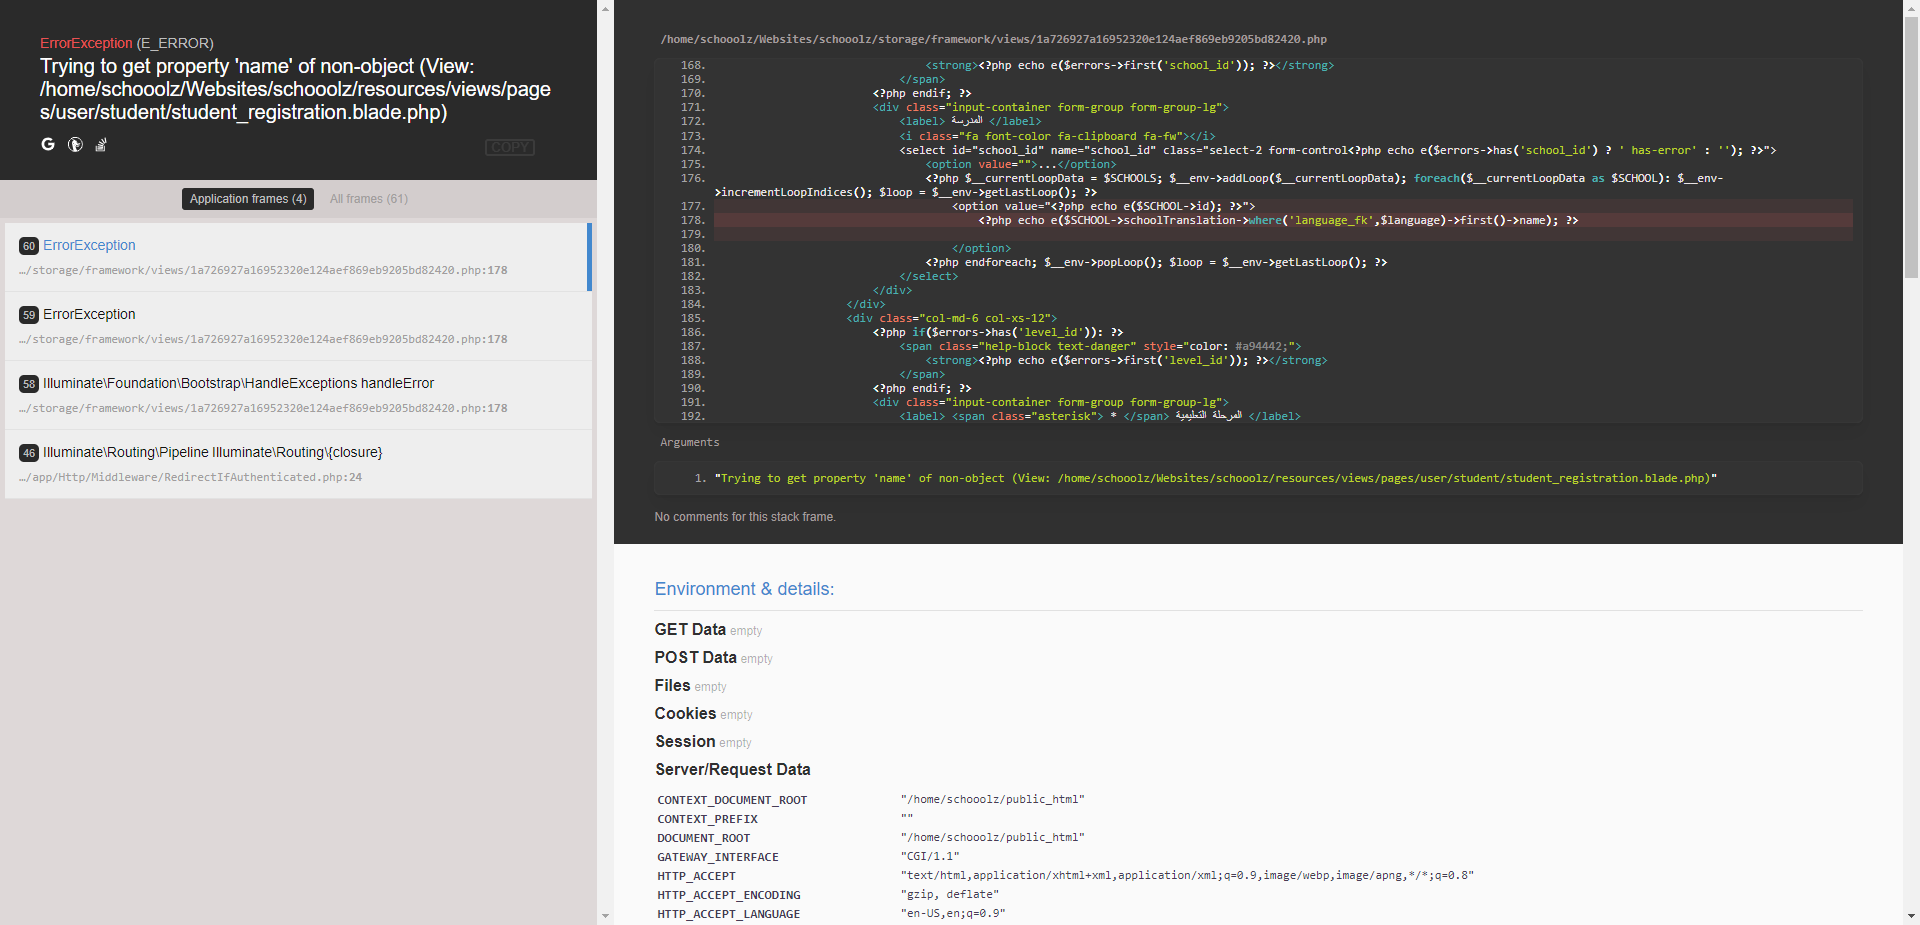 ErrorException (E_ERROR)
Trying to get property 'name' of non-object (View:
/home/schooolz/Websites/schooolz/resources/views/page
s/user/student/student_registration.blade.php)
COPY
Application frames (4) All frames (61)
60 ErrorException
…/storage/framework/views/1a726927a16952320e124aef869eb9205bd82420.php:178
59 ErrorException
…/storage/framework/views/1a726927a16952320e124aef869eb9205bd82420.php:178
58 Illuminate\Foundation\Bootstrap\HandleExceptions handleError
…/storage/framework/views/1a726927a16952320e124aef869eb9205bd82420.php:178
46 Illuminate\Routing\Pipeline Illuminate\Routing\{closure}
…/app/Http/Middleware/RedirectIfAuthenticated.php:24
/home/schooolz/Websites/schooolz/storage/framework/views/1a726927a16952320e124aef869eb9205bd82420.php
168. <strong><?php echo e($errors->first('school_id')); ?></strong>
169. </span>
170. <?php endif; ?>
171. <div class="input-container form-group form-group-lg">
172. <label> المدرسة </label>
173. <i class="fa font-color fa-clipboard fa-fw"></i>
174. <select id="school_id" name="school_id" class="select-2 form-control<?php echo e($errors->has('school_id') ? ' has-error' : ''); ?>">
175. <option value="">...</option>
176. <?php $__currentLoopData = $SCHOOLS; $__env->addLoop($__currentLoopData); foreach($__currentLoopData as $SCHOOL): $__env-
>incrementLoopIndices(); $loop = $__env->getLastLoop(); ?>
177. <option value="<?php echo e($SCHOOL->id); ?>">
178. <?php echo e($SCHOOL->schoolTranslation->where('language_fk',$language)->first()->name); ?>
179.
180. </option>
181. <?php endforeach; $__env->popLoop(); $loop = $__env->getLastLoop(); ?>
182. </select>
183. </div>
184. </div>
185. <div class="col-md-6 col-xs-12">
186. <?php if($errors->has('level_id')): ?>
187. <span class="help-block text-danger" style="color: #a94442;">
188. <strong><?php echo e($errors->first('level_id')); ?></strong>
189. </span>
190. <?php endif; ?>
191. <div class="input-container form-group form-group-lg">
192. <label> <span class="asterisk"> * </span> المرحلة التعليمية </label>
Arguments
1. "Trying to get property 'name' of non-object (View: /home/schooolz/Websites/schooolz/resources/views/pages/user/student/student_registration.blade.php)"
No comments for this stack frame.
Environment & details:
GET Data empty
POST Data empty
Files empty
Cookies empty
Session empty
Server/Request Data
CONTEXT_DOCUMENT_ROOT "/home/schooolz/public_html"
CONTEXT_PREFIX ""
DOCUMENT_ROOT "/home/schooolz/public_html"
GATEWAY_INTERFACE "CGI/1.1"
HTTP_ACCEPT "text/html,application/xhtml+xml,application/xml;q=0.9,image/webp,image/apng,*/*;q=0.8"
HTTP_ACCEPT_ENCODING "gzip, deflate"
HTTP_ACCEPT_LANGUAGE "en-US,en;q=0.9"